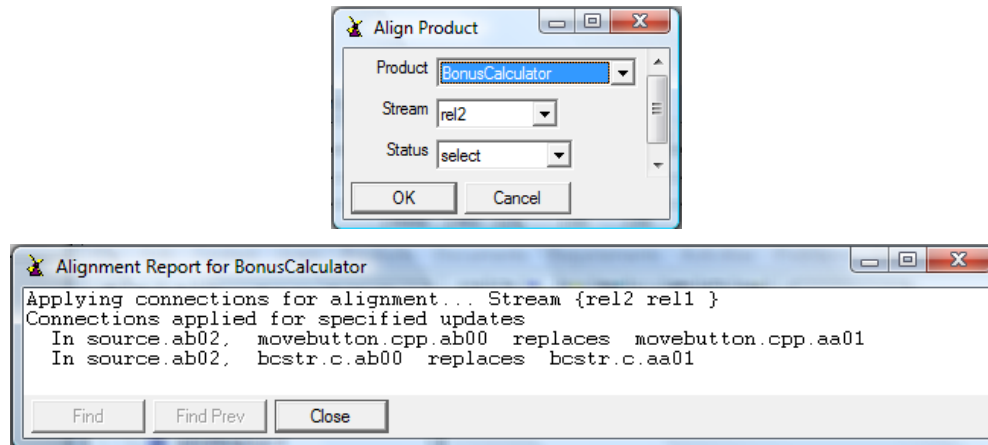 Align Product
Product BonusCalculator
Stream rel2
Status select
OK Cancel
Alignment Report for BonusCalculator
Applying connections for alignment... Stream {rel2 rel1 }
Connections applied for specified updates
In source.ab02, movebutton.cpp.ab00 replaces movebutton.cpp.aa01
In source.ab02, bcstr.c.ab00 replaces bcstr.c.aa01
Find Find Prev Close